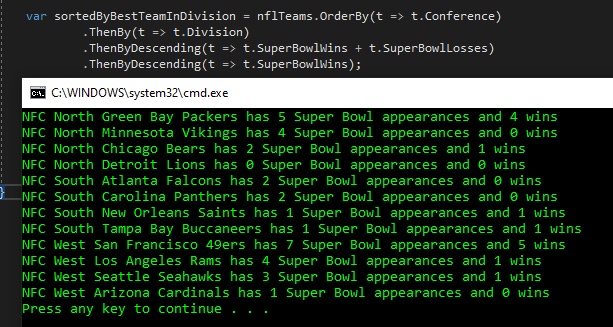 var sortedByBestTeamInDivision = nflTeams.OrderBy(t => t.Conference)
.ThenBy(t => t.Division)
.ThenByDescending(t => t.SuperBowlWins + t.SuperBowlLosses)
.ThenByDescending(t => t.SuperBowlWins);
C:\WINDOWS\system32\cmd.exe
NFC North Green Bay Packers has 5 Super Bowl appearances and 4 wins
NFC North Minnesota Vikings has 4 Super Bowl appearances and 0 wins
NFC North Chicago Bears has 2 Super Bowl appearances and 1 wins
NFC North Detroit Lions has 0 Super Bowl appearances and 0 wins
NFC South Atlanta Falcons has 2 Super Bowl appearances and 0 wins
NFC South Carolina Panthers has 2 Super Bowl appearances and 0 wins
NFC South New Orleans Saints has 1 Super Bowl appearances and 1 wins
NFC South Tampa Bay Buccaneers has 1 Super Bowl appearances and 1 wins
NFC West San Francisco 49ers has 7 Super Bowl appearances and 5 wins
NFC West Los Angeles Rams has 4 Super Bowl appearances and 1 wins
NFC West Seattle Seahawks has 3 Super Bowl appearances and 1 wins
NFC West Arizona Cardinals has 1 Super Bowl appearances and 0 wins
Press any key to continue . . .
}